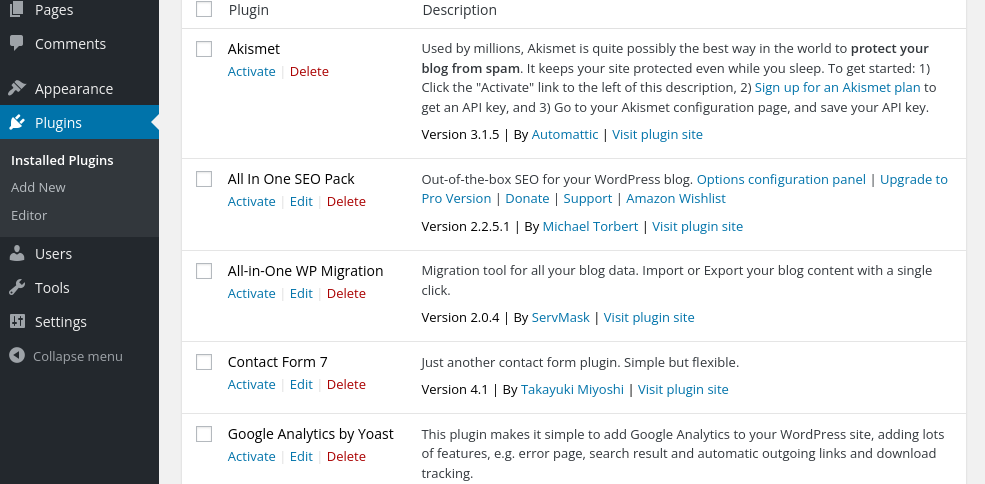 Pages
Comments
Appearance
Plugins
Installed Plugins
Add New
Editor
Users
Tools
Settings
Collapse menu
Plugin Description
Akismet
Activate | Delete
Used by millions, Akismet is quite possibly the best way in the world to protect your
blog from spam. It keeps your site protected even while you sleep. To get started: 1)
Click the "Activate" link to the left of this description, 2) Sign up for an Akismet plan to
get an API key, and 3) Go to your Akismet configuration page, and save your API key.
Version 3.1.5 | By Automattic | Visit plugin site
All In One SEO Pack
Activate | Edit | Delete
Out-of-the-box SEO for your WordPress blog. Options configuration panel | Upgrade to
Pro Version | Donate | Support | Amazon Wishlist
Version 2.2.5.1 | By Michael Torbert | Visit plugin site
All-in-One WP Migration
Activate | Edit | Delete
Migration tool for all your blog data. Import or Export your blog content with a single
click.
Version 2.0.4 | By ServMask | Visit plugin site
Contact Form 7
Activate | Edit | Delete
Just another contact form plugin. Simple but flexible.
Version 4.1 | By Takayuki Miyoshi | Visit plugin site
Google Analytics by Yoast
Activate | Edit | Delete
This plugin makes it simple to add Google Analytics to your WordPress site, adding lots
of features, e.g. error page, search result and automatic outgoing links and download
tracking.